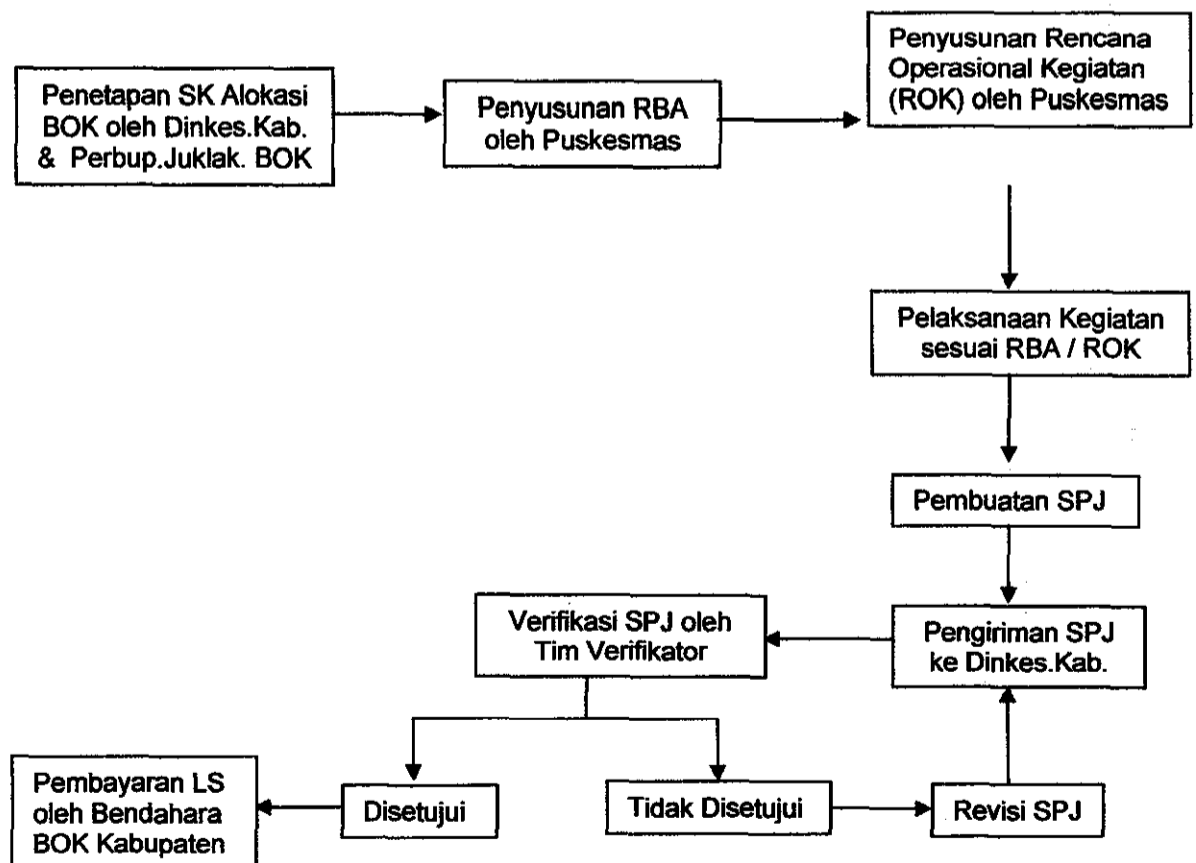 Penetapan SK Alokasi
BOK oleh Dinkes.Kab.
& Perbup.Juklak. BOK
Penyusunan RBA
oleh Puskesmas
Penyusunan Rencana
Operasional Kegiatan
(ROK) oleh Puskesmas
Pelaksanaan Kegiatan
sesuai RBA / ROK
Pembuatan SPJ
Pengiriman SPJ
ke Dinkes.Kab.
Verifikasi SPJ oleh
Tim Verifikator
Disetujui
Tidak Disetujui
Revisi SPJ
Pembayaran LS
oleh Bendahara
BOK Kabupaten